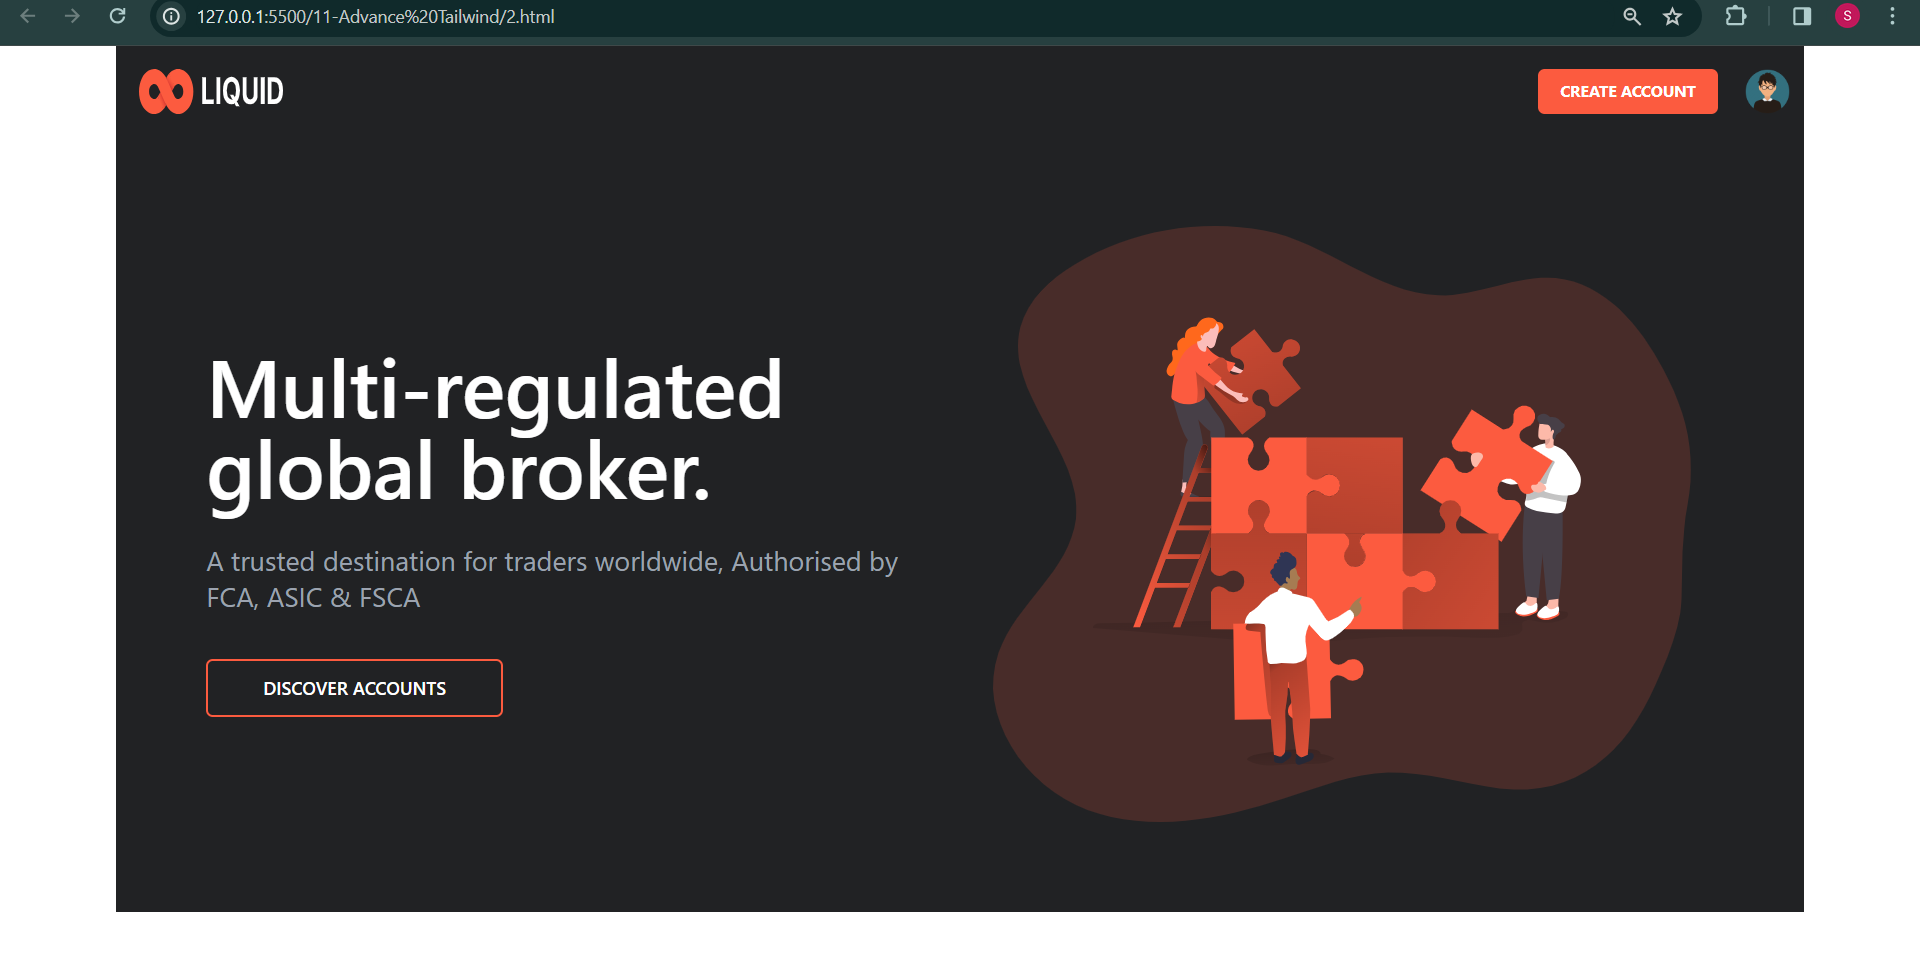 127.0.0.1:5500/11-Advance%20Tailwind/2.html
S
LIQUID
CREATE ACCOUNT
Multi-regulated
global broker.
A trusted destination for traders worldwide, Authorised by
FCA, ASIC & FSCA
DISCOVER ACCOUNTS